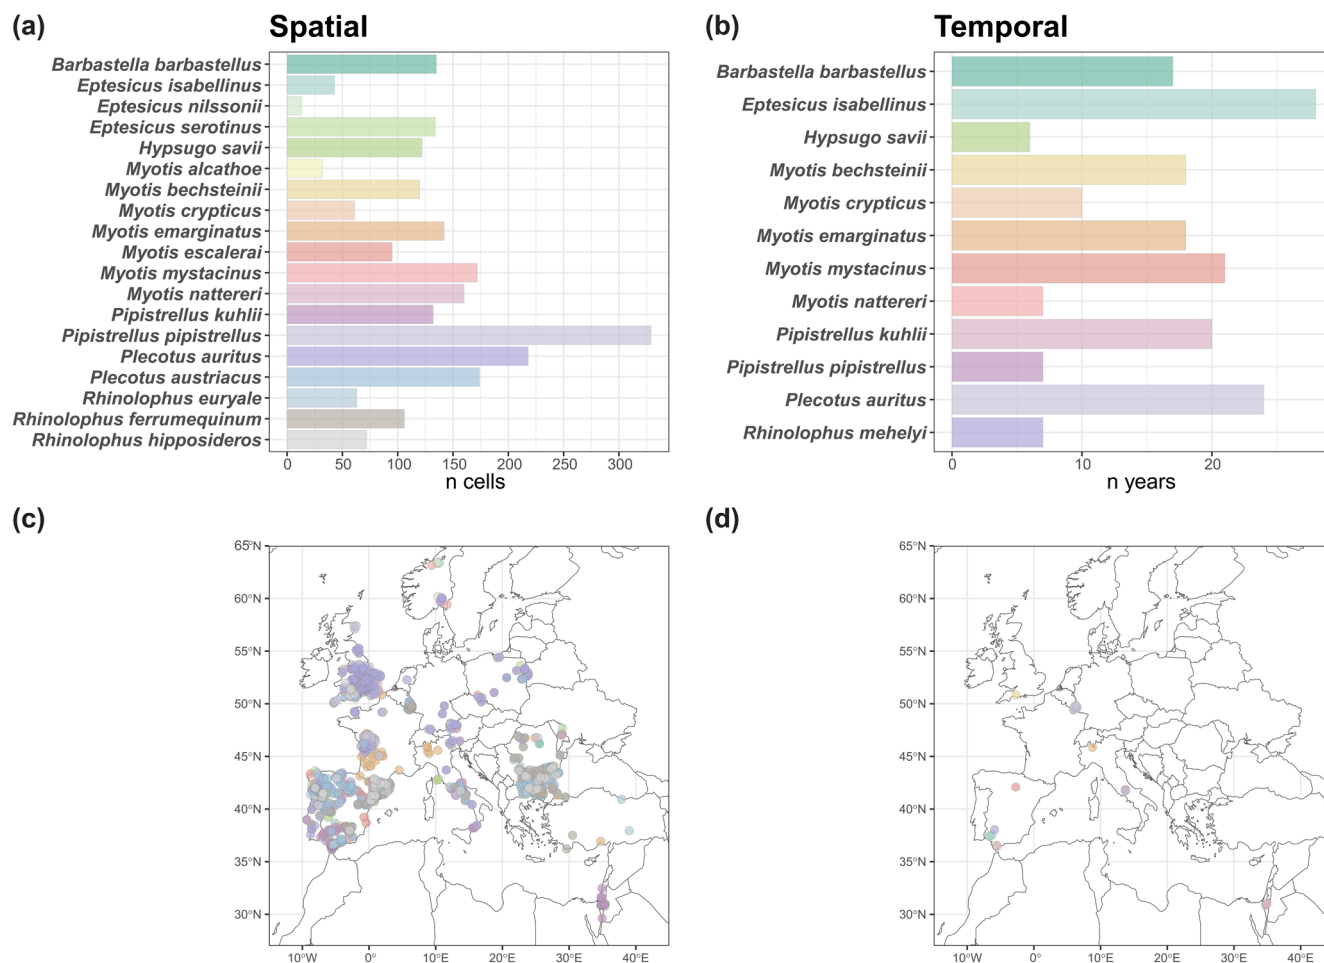 (a)
Spatial
Barbastella barbastellus
Eptesicus isabellinus
Eptesicus nilssonii
Eptesicus serotinus
Hypsugo savii
Myotis alcathoe
Myotis bechsteinii
Myotis crypticus
Myotis emarginatus
Myotis escalerai
Myotis mystacinus
Myotis nattereri
Pipistrellus kuhlii
Pipistrellus pipistrellus
Plecotus auritus
Plecotus austriacus
Rhinolophus euryale
Rhinolophus ferrumequinum
Rhinolophus hipposideros
0 50 100 150 200 250 300
n cells
(b)
Temporal
Barbastella barbastellus
Eptesicus isabellinus
Hypsugo savii
Myotis bechsteinii
Myotis crypticus
Myotis emarginatus
Myotis mystacinus
Myotis nattereri
Pipistrellus kuhlii
Pipistrellus pipistrellus
Plecotus auritus
Rhinolophus mehelyi
0 10 20
n years
(c)
65°N
60°N
55°N
50°N
45°N
40°N
35°N
30°N
10°W 0° 10°E 20°E 30°E 40°E
(d)
65°N
60°N
55°N
50°N
45°N
40°N
35°N
30°N
10°W 0° 10°E 20°E 30°E 40°E